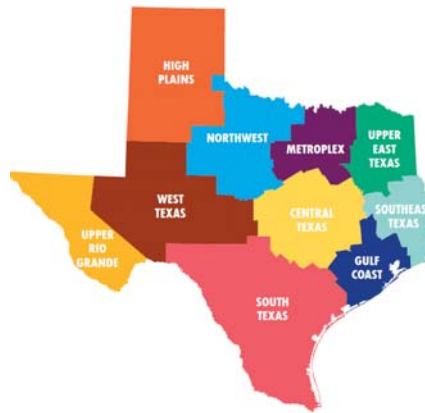 HIGH
PLAINS
NORTHWEST
METROPLEX
UPPER
EAST TEXAS
WEST
TEXAS
CENTRAL
TEXAS
SOUTHEAST
TEXAS
UPPER
RIO
GRANDE
GULF
COAST
SOUTH
TEXAS